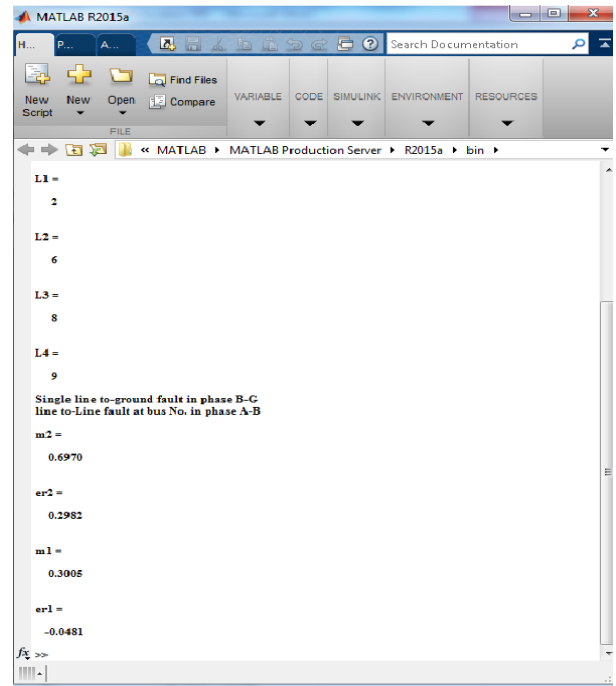 MATLAB R2015a
H... P... A... Search Documentation
Find Files
New Script New Open Compare VARIABLE CODE SIMULINK ENVIRONMENT RESOURCES
FILE
« MATLAB ▸ MATLAB Production Server ▸ R2015a ▸ bin ▸
L1 =
2
L2 =
6
L3 =
8
L4 =
9
Single line to-ground fault in phase B-G
line to-Line fault at bus No. in phase A-B
m2 =
0.6970
er2 =
0.2982
m1 =
0.3005
er1 =
-0.0481
fx >>